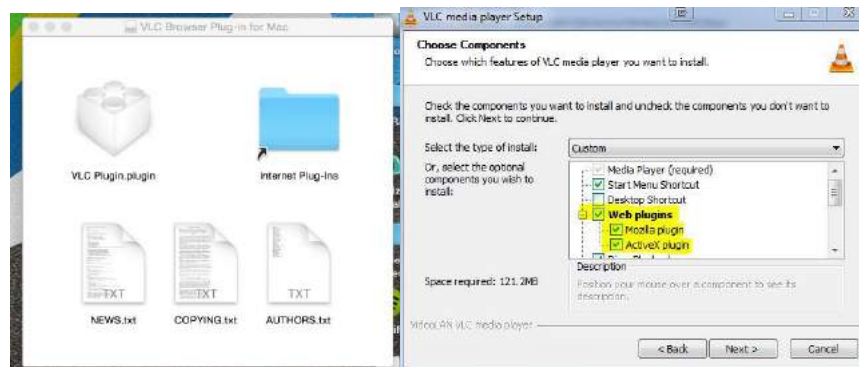 VLC Browser Plug-in for Mac
VLC Plugin.plugin
Internet Plug-Ins
TXT
TXT
TXT
NEWS.txt
COPYING.txt
AUTHORS.txt
VLC media player Setup
Choose Components
Choose which features of VLC media player you want to install.
Check the components you want to install and uncheck the components you don't want to
install. Click Next to continue.
Select the type of install:
Custom
Or, select the optional
components you wish to
install:
Media Player (required)
Start Menu Shortcut
Desktop Shortcut
Web plugins
Mozilla plugin
ActiveX plugin
Space required: 121.2MB
Description
Position your mouse over a component to see its
description.
VideoLAN VLC media player
< Back
Next >
Cancel